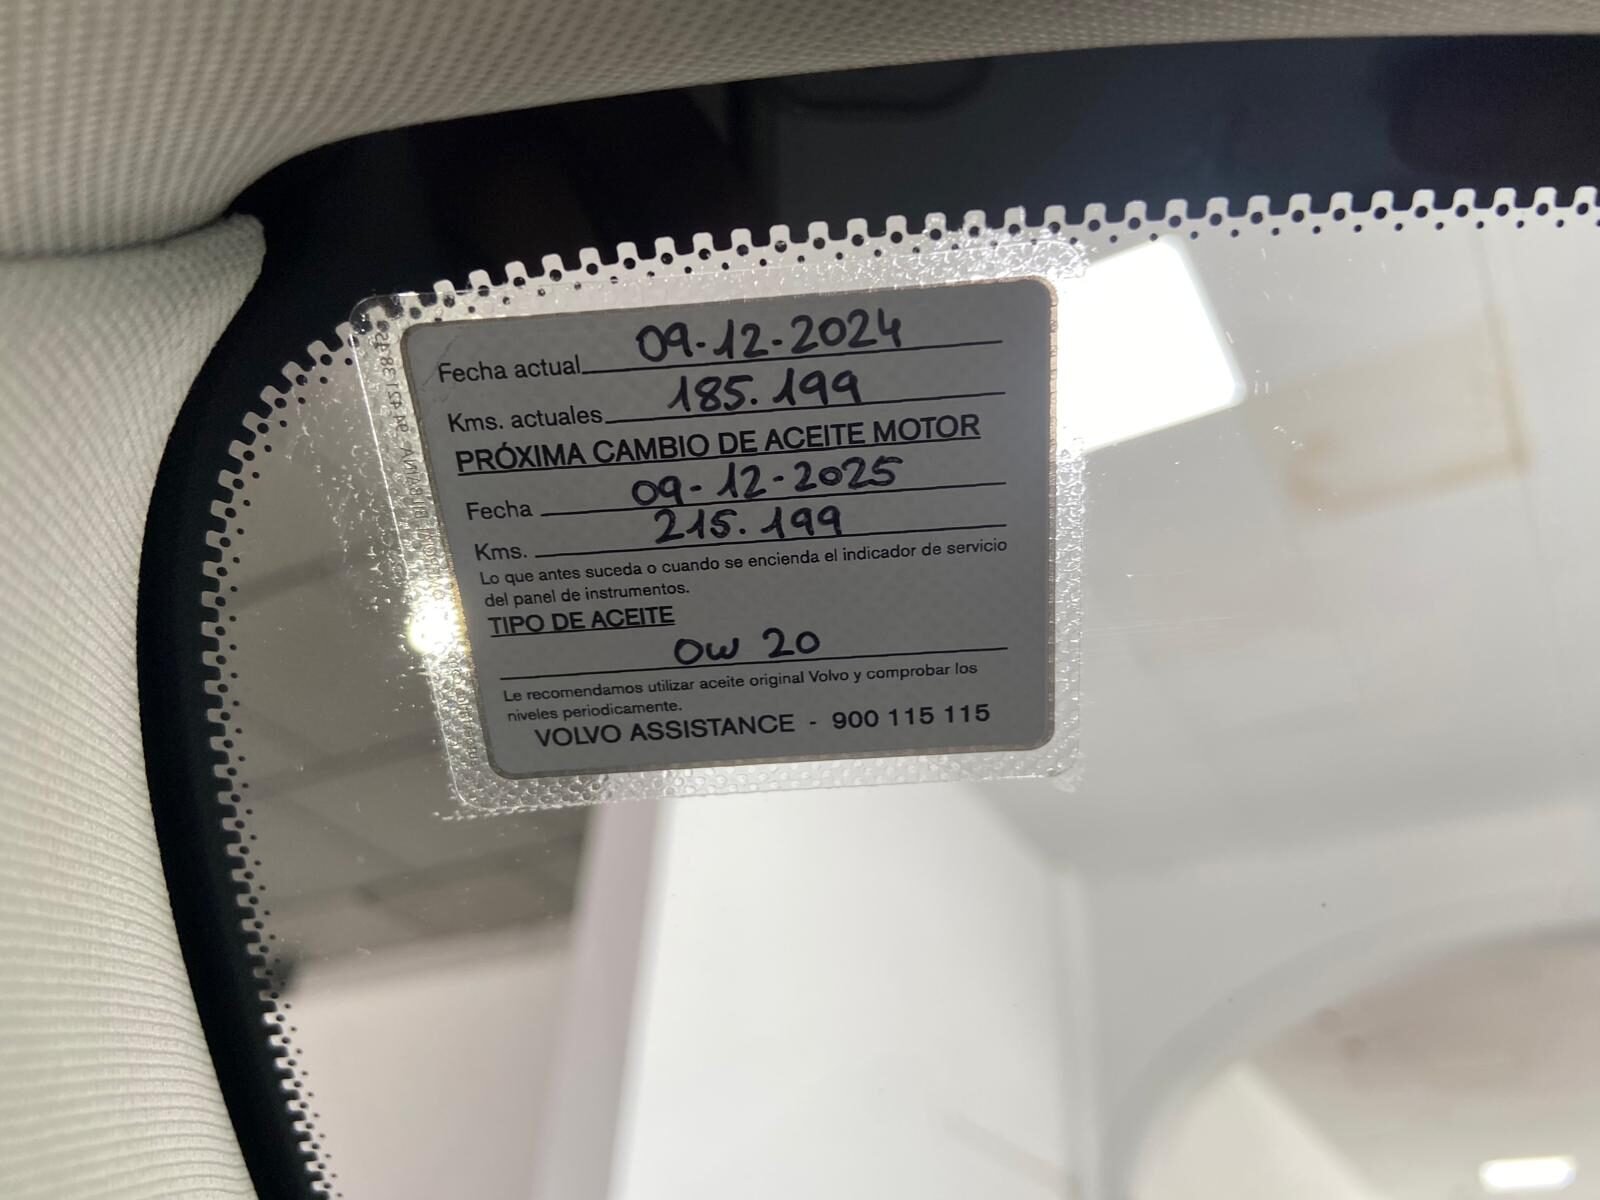 Fecha actual 09-12-2024
Kms. actuales 185.199
PRÓXIMA CAMBIO DE ACEITE MOTOR
Fecha 09-12-2025
Kms. 215.199
Lo que antes suceda o cuando se encienda el indicador de servicio
del panel de instrumentos.
TIPO DE ACEITE
0W 20
Le recomendamos utilizar aceite original Volvo y comprobar los
niveles periodicamente.
VOLVO ASSISTANCE - 900 115 115